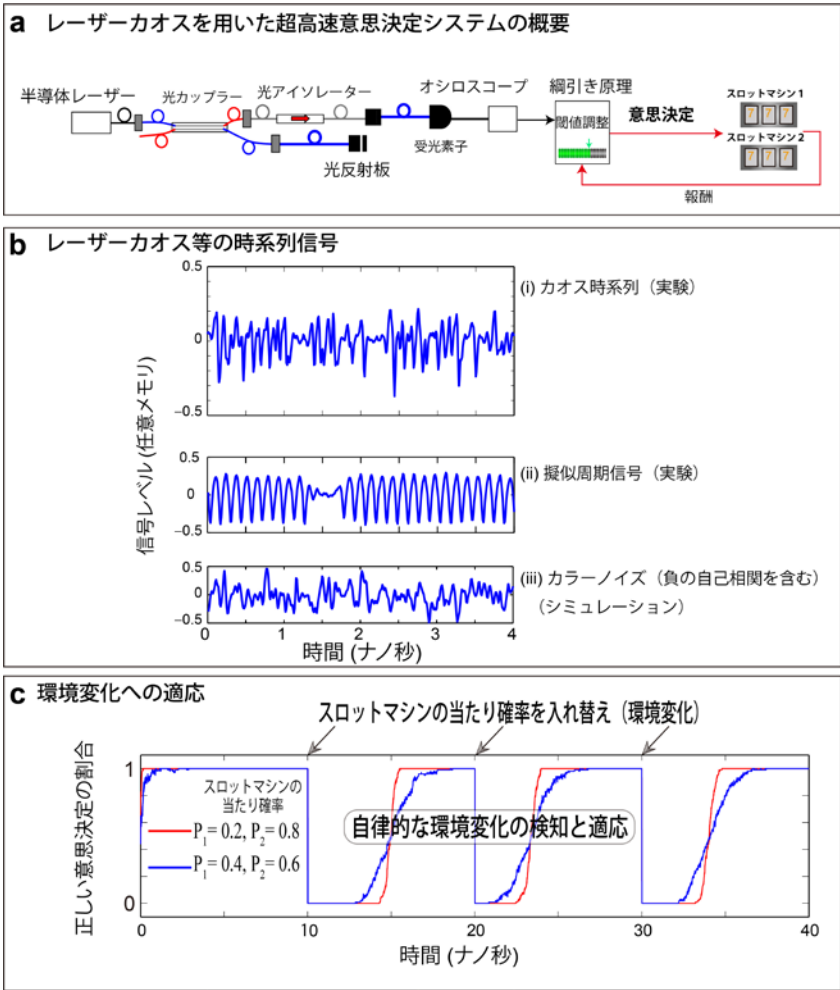 a レーザーカオスを用いた超高速意思決定システムの概要
半導体レーザー
光カップラー
光アイソレーター
オシロスコープ
綱引き原理
閾値調整
意思決定
スロットマシン1
7 7 7
スロットマシン2
7 7 7
受光素子
光反射板
報酬
b レーザーカオス等の時系列信号
信号レベル (任意メモリ)
0.5
0
−0.5
(i) カオス時系列（実験）
0.5
0
−0.5
(ii) 擬似周期信号（実験）
0.5
0
−0.5
(iii) カラーノイズ（負の自己相関を含む）
（シミュレーション）
0 1 2 3 4
時間 (ナノ秒)
c 環境変化への適応
スロットマシンの当たり確率を入れ替え（環境変化）
正しい意思決定の割合
1
0
スロットマシンの
当たり確率
P1= 0.2, P2= 0.8
P1= 0.4, P2= 0.6
自律的な環境変化の検知と適応
0 10 20 30 40
時間 (ナノ秒)